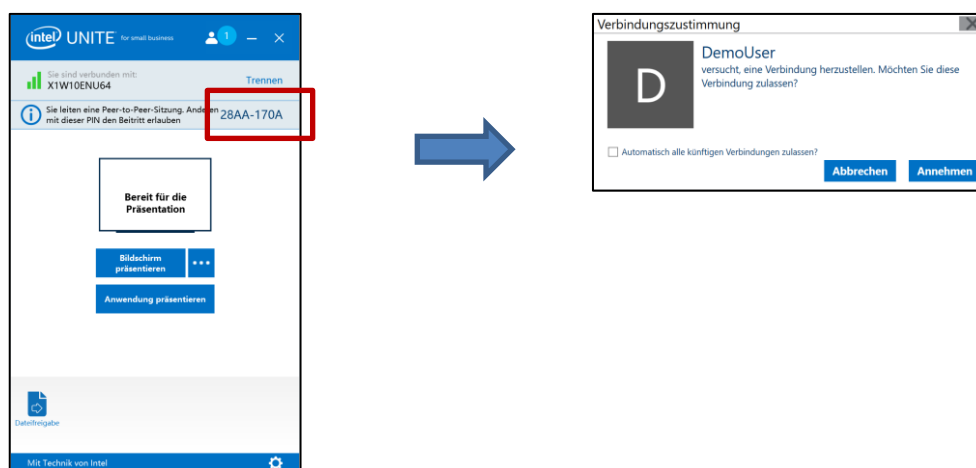 intel UNITE for small business 1
Sie sind verbunden mit:
X1W10ENU64 Trennen
Sie leiten eine Peer-to-Peer-Sitzung. Anderen
mit dieser PIN den Beitritt erlauben
28AA-170A
Bereit für die
Präsentation
Bildschirm
präsentieren
Anwendung präsentieren
Dateifreigabe
Mit Technik von Intel
Verbindungszustimmung
D
DemoUser
versucht, eine Verbindung herzustellen. Möchten Sie diese
Verbindung zulassen?
Automatisch alle künftigen Verbindungen zulassen?
Abbrechen Annehmen